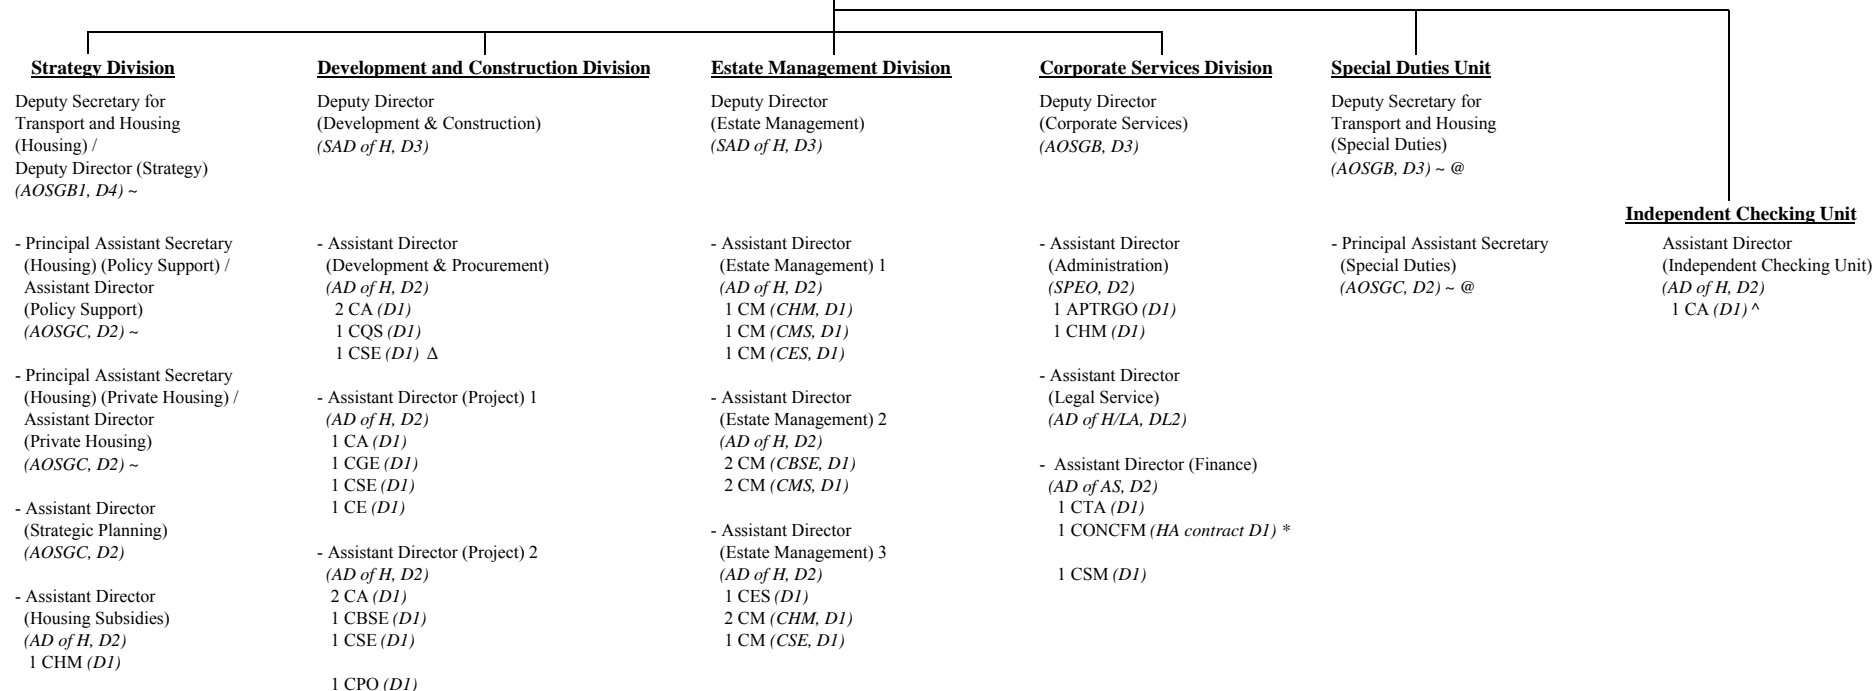 Strategy Division
Deputy Secretary for
Transport and Housing
(Housing) /
Deputy Director (Strategy)
(AOSGB1, D4) ~
- Principal Assistant Secretary
(Housing) (Policy Support) /
Assistant Director
(Policy Support)
(AOSGC, D2) ~
- Principal Assistant Secretary
(Housing) (Private Housing) /
Assistant Director
(Private Housing)
(AOSGC, D2) ~
- Assistant Director
(Strategic Planning)
(AOSGC, D2)
- Assistant Director
(Housing Subsidies)
(AD of H, D2)
1 CHM (D1)
Development and Construction Division
Deputy Director
(Development & Construction)
(SAD of H, D3)
- Assistant Director
(Development & Procurement)
(AD of H, D2)
2 CA (D1)
1 CQS (D1)
1 CSE (D1) Δ
- Assistant Director (Project) 1
(AD of H, D2)
1 CA (D1)
1 CGE (D1)
1 CSE (D1)
1 CE (D1)
- Assistant Director (Project) 2
(AD of H, D2)
2 CA (D1)
1 CBSE (D1)
1 CSE (D1)
1 CPO (D1)
Estate Management Division
Deputy Director
(Estate Management)
(SAD of H, D3)
- Assistant Director
(Estate Management) 1
(AD of H, D2)
1 CM (CHM, D1)
1 CM (CMS, D1)
1 CM (CES, D1)
- Assistant Director
(Estate Management) 2
(AD of H, D2)
2 CM (CBSE, D1)
2 CM (CMS, D1)
- Assistant Director
(Estate Management) 3
(AD of H, D2)
1 CES (D1)
2 CM (CHM, D1)
1 CM (CSE, D1)
Corporate Services Division
Deputy Director
(Corporate Services)
(AOSGB, D3)
- Assistant Director
(Administration)
(SPEO, D2)
1 APTRGO (D1)
1 CHM (D1)
- Assistant Director
(Legal Service)
(AD of H/LA, DL2)
- Assistant Director (Finance)
(AD of AS, D2)
1 CTA (D1)
1 CONCFM (HA contract D1) *
1 CSM (D1)
Special Duties Unit
Deputy Secretary for
Transport and Housing
(Special Duties)
(AOSGB, D3) ~ @
- Principal Assistant Secretary
(Special Duties)
(AOSGC, D2) ~ @
Independent Checking Unit
Assistant Director
(Independent Checking Unit)
(AD of H, D2)
1 CA (D1) ^